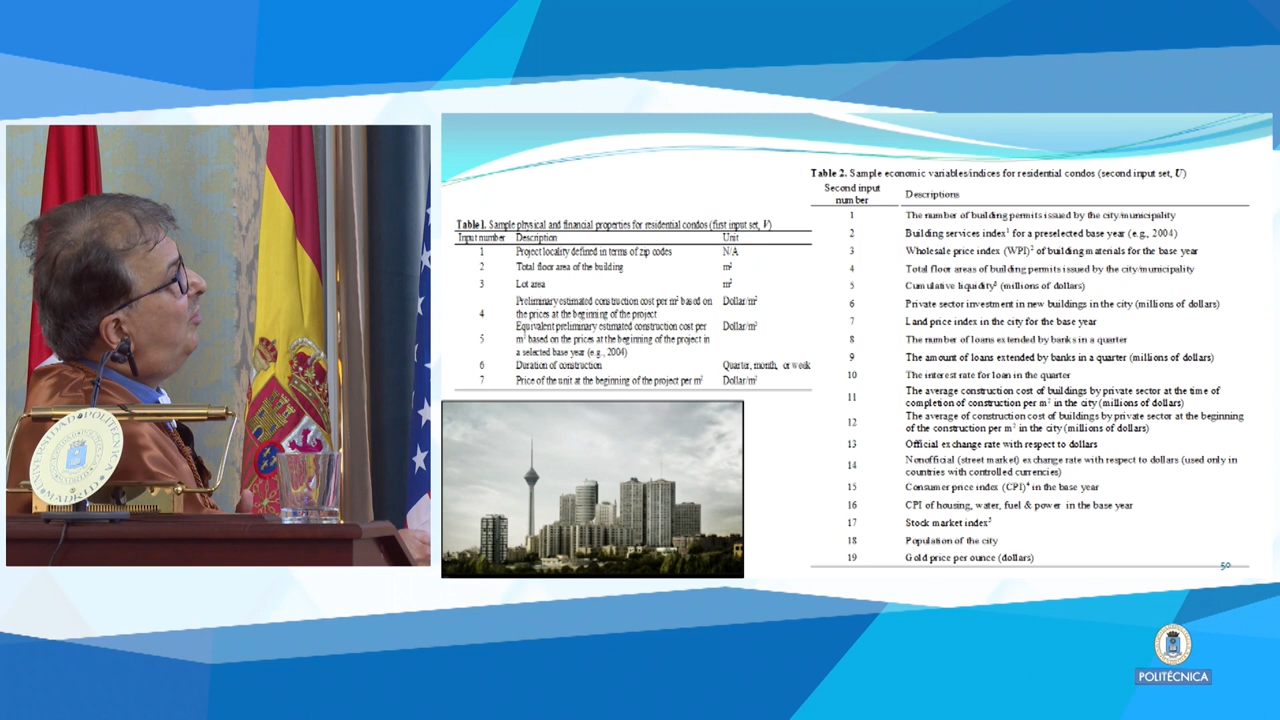 UNIVERSIDAD POLITÉCNICA
MADRID
Table1. Sample physical and financial properties for residential condos (first input set, V)
Input number Description Unit
1 Project locality defined in terms of zip codes N/A
2 Total floor area of the building m²
3 Lot area m²
4 Preliminary estimated construction cost per m² based on Dollar/m²
the prices at the beginning of the project
5 Equivalent preliminary estimated construction cost per Dollar/m²
m² based on the prices at the beginning of the project in
a selected base year (e.g., 2004)
6 Duration of construction Quarter, month, or week
7 Price of the unit at the beginning of the project per m² Dollar/m²
Table 2. Sample economic variables/indices for residential condos (second input set, U)
Second input
number Descriptions
1 The number of building permits issued by the city/municipality
2 Building services index¹ for a preselected base year (e.g., 2004)
3 Wholesale price index (WPI)² of building materials for the base year
4 Total floor areas of building permits issued by the city/municipality
5 Cumulative liquidity³ (millions of dollars)
6 Private sector investment in new buildings in the city (millions of dollars)
7 Land price index in the city for the base year
8 The number of loans extended by banks in a quarter
9 The amount of loans extended by banks in a quarter (millions of dollars)
10 The interest rate for loan in the quarter
11 The average construction cost of buildings by private sector at the time of
completion of construction per m² in the city (millions of dollars)
12 The average of construction cost of buildings by private sector at the beginning
of the construction per m² in the city (millions of dollars)
13 Official exchange rate with respect to dollars
14 Nonofficial (street market) exchange rate with respect to dollars (used only in
countries with controlled currencies)
15 Consumer price index (CPI)⁴ in the base year
16 CPI of housing, water, fuel & power in the base year
17 Stock market index⁵
18 Population of the city
19 Gold price per ounce (dollars)
50
POLITÉCNICA